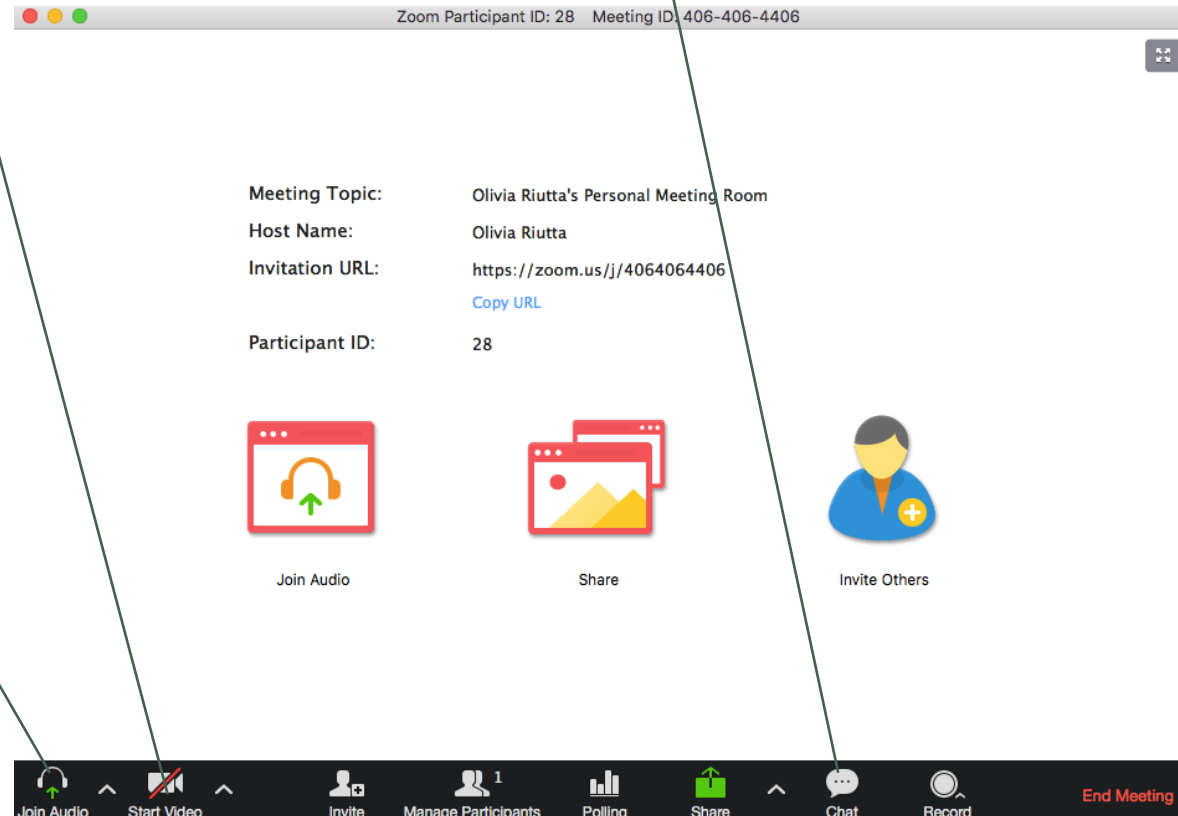 Zoom Participant ID: 28 Meeting ID: 406-406-4406
Meeting Topic: Olivia Riutta's Personal Meeting Room
Host Name: Olivia Riutta
Invitation URL: https://zoom.us/j/4064064406
Copy URL
Participant ID: 28
Join Audio Share Invite Others
1
Join Audio Start Video Invite Manage Participants Polling Share Chat Record End Meeting